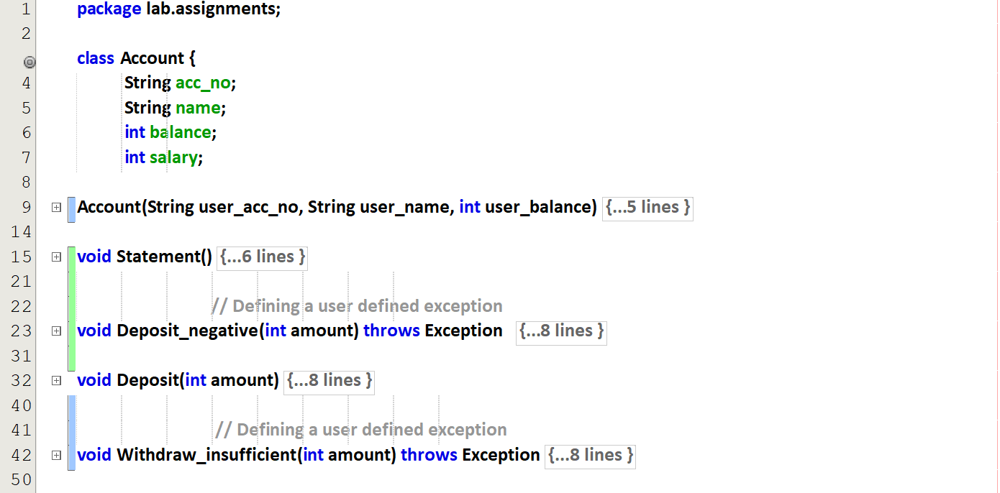 1 package lab.assignments;
2
class Account {
4 String acc_no;
5 String name;
6 int balance;
7 int salary;
8
9 Account(String user_acc_no, String user_name, int user_balance) {...5 lines }
14
15 void Statement() {...6 lines }
21
22 // Defining a user defined exception
23 void Deposit_negative(int amount) throws Exception {...8 lines }
31
32 void Deposit(int amount) {...8 lines }
40
41 // Defining a user defined exception
42 void Withdraw_insufficient(int amount) throws Exception {...8 lines }
50